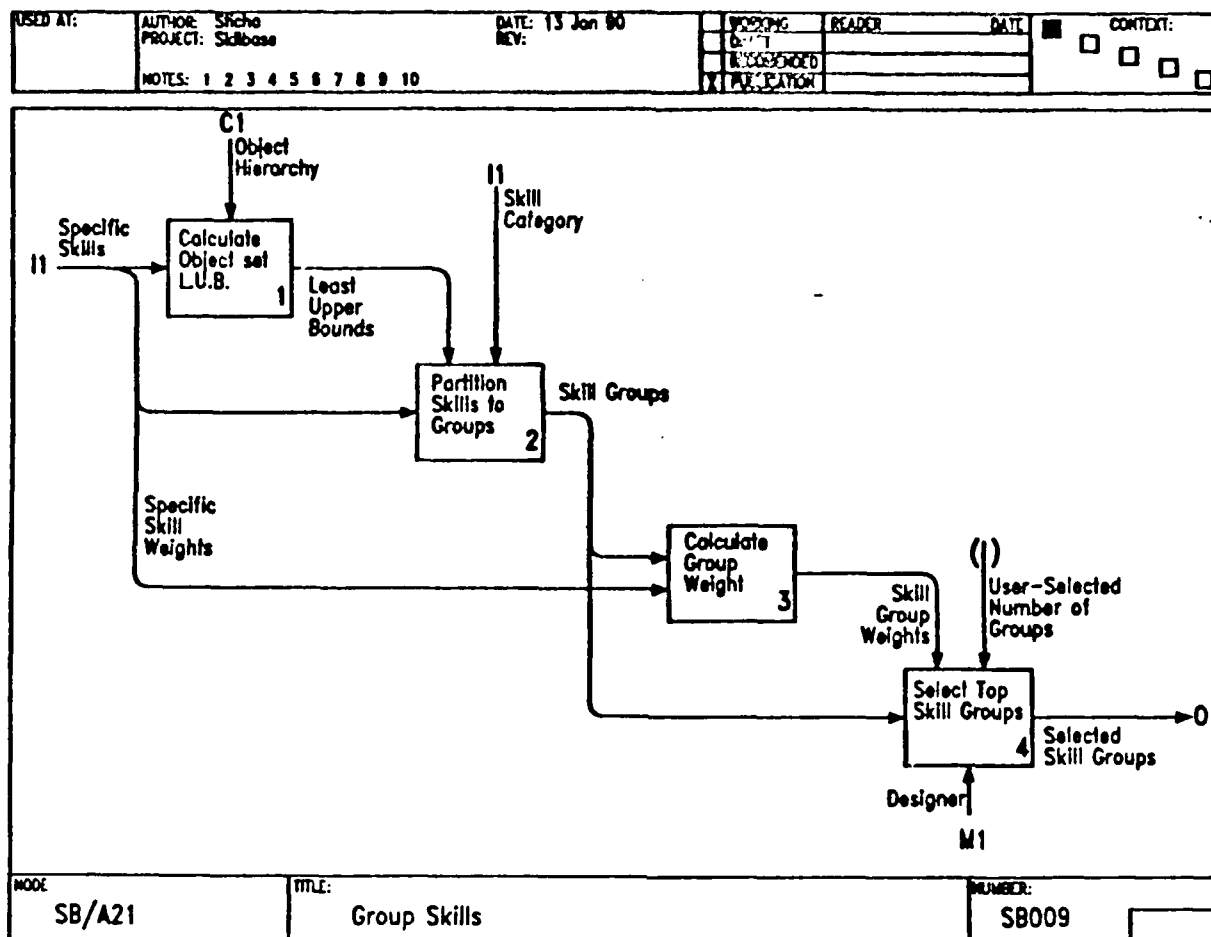 USED AT:
AUTHOR: Shcho
PROJECT: Skillbase
NOTES: 1 2 3 4 5 6 7 8 9 10
DATE: 13 Jan 90
REV:
WORKING
READER
DATE
PUBLICATION
CONTEXT:
C1
Object
Hierarchy
I1
Skill
Category
Specific
Skills
I1
Calculate
Object set
L.U.B.
1
Least
Upper
Bounds
Partition
Skills to
Groups
2
Skill Groups
Specific
Skill
Weights
Calculate
Group
Weight
3
(I)
User-Selected
Number of
Groups
Skill
Group
Weights
Select Top
Skill Groups
4
O
Selected
Skill Groups
Designer
M1
NODE
SB/A21
TITLE:
Group Skills
NUMBER:
SB009